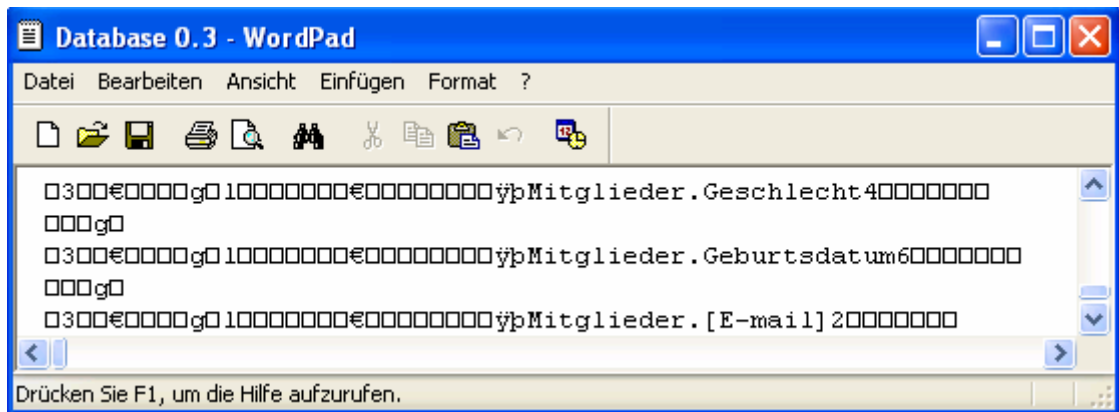 Database 0.3 - WordPad
Datei Bearbeiten Ansicht Einfügen Format ?
□3□□€□□□□g□1□□□□□□□€□□□□□□□□□ÿþMitglieder.Geschlecht4□□□□□□□
□□□g□
□3□□€□□□□g□1□□□□□□□€□□□□□□□□□ÿþMitglieder.Geburtsdatum6□□□□□□□
□□□g□
□3□□€□□□□g□1□□□□□□□€□□□□□□□□□ÿþMitglieder.[E-mail]2□□□□□□□
Drücken Sie F1, um die Hilfe aufzurufen.